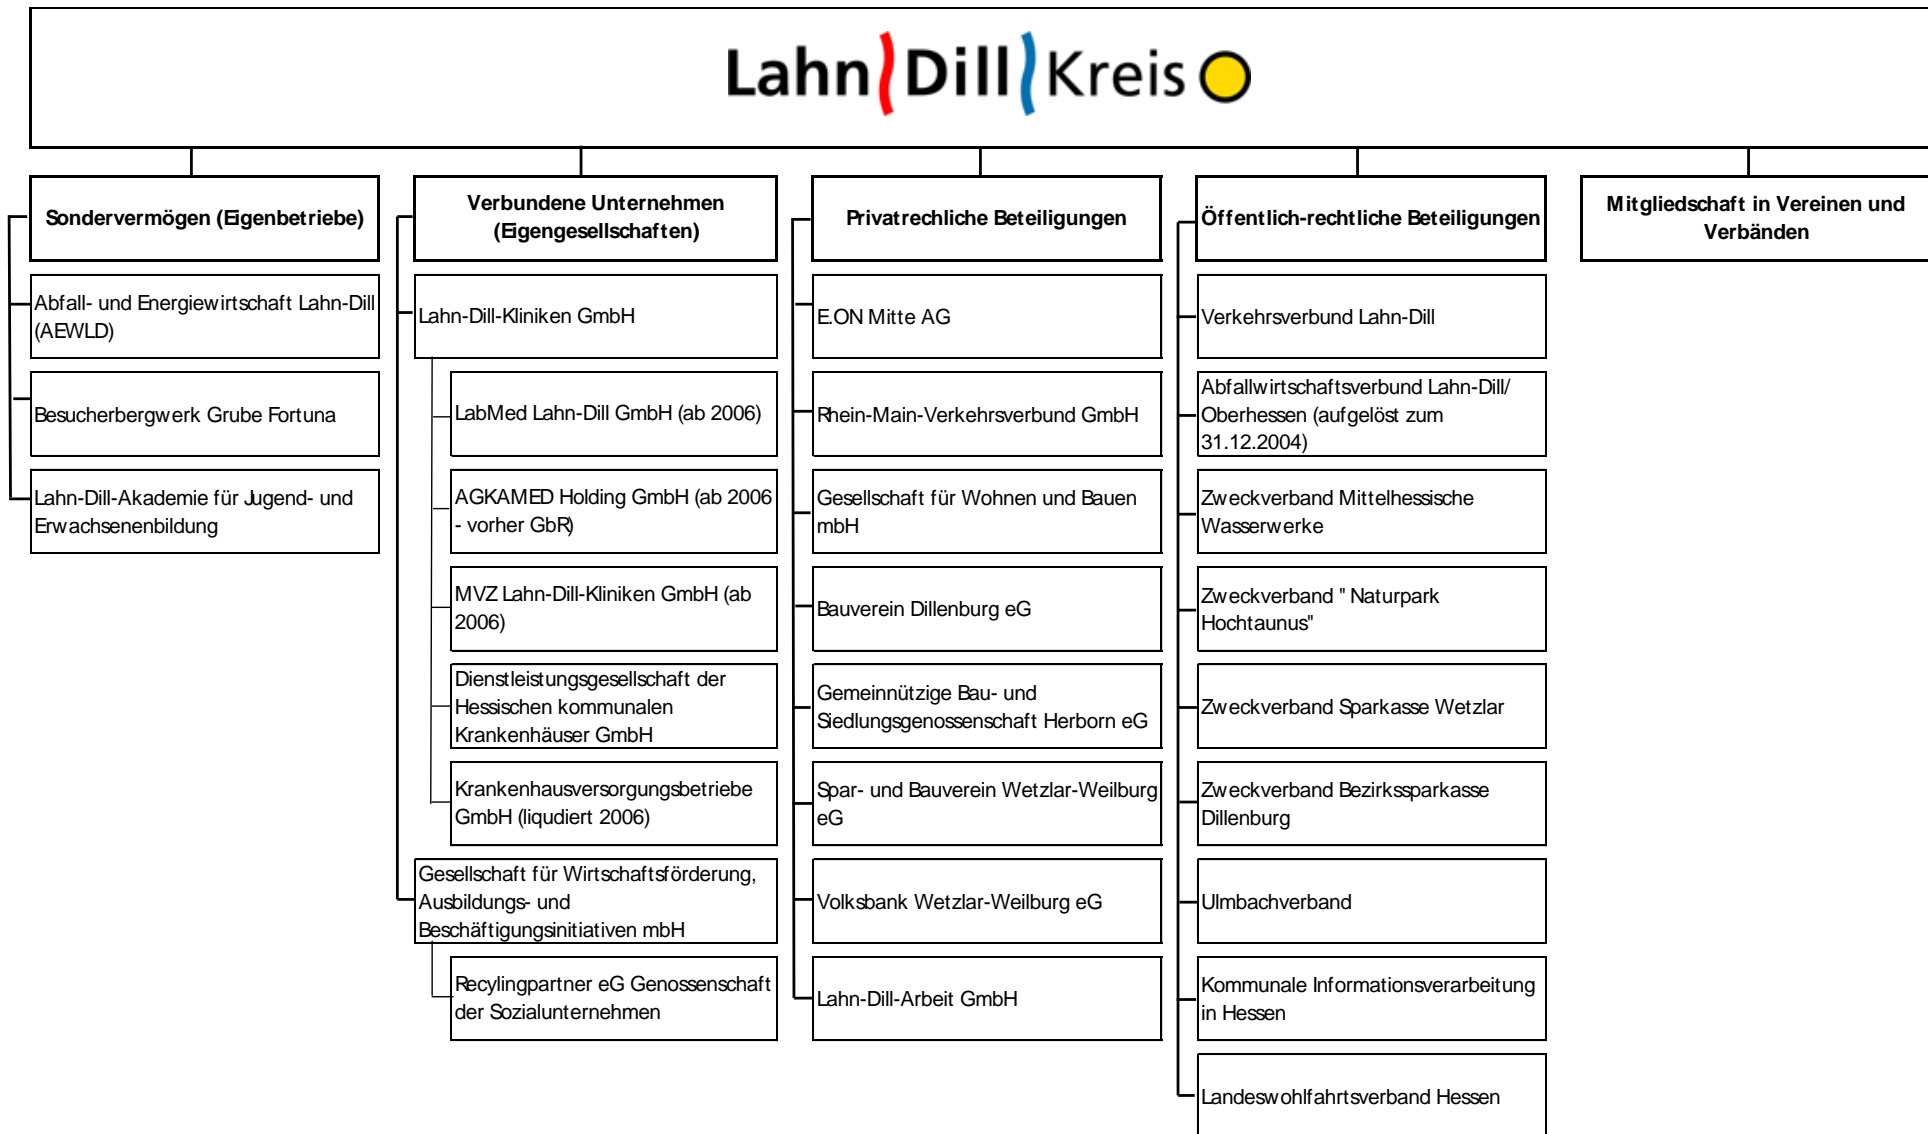 Lahn Dill Kreis
Sondervermögen (Eigenbetriebe)
Abfall- und Energiewirtschaft Lahn-Dill
(AEWLD)
Besucherbergwerk Grube Fortuna
Lahn-Dill-Akademie für Jugend- und
Erwachsenenbildung
Verbundene Unternehmen
(Eigengesellschaften)
Lahn-Dill-Kliniken GmbH
LabMed Lahn-Dill GmbH (ab 2006)
AGKAMED Holding GmbH (ab 2006
- vorher GbR)
MVZ Lahn-Dill-Kliniken GmbH (ab
2006)
Dienstleistungsgesellschaft der
Hessischen kommunalen
Krankenhäuser GmbH
Krankenhausversorgungsbetriebe
GmbH (liqudiert 2006)
Gesellschaft für Wirtschaftsförderung,
Ausbildungs- und
Beschäftigungsinitiativen mbH
Recylingpartner eG Genossenschaft
der Sozialunternehmen
Privatrechliche Beteiligungen
E.ON Mitte AG
Rhein-Main-Verkehrsverbund GmbH
Gesellschaft für Wohnen und Bauen
mbH
Bauverein Dillenburg eG
Gemeinnützige Bau- und
Siedlungsgenossenschaft Herborn eG
Spar- und Bauverein Wetzlar-Weilburg
eG
Volksbank Wetzlar-Weilburg eG
Lahn-Dill-Arbeit GmbH
Öffentlich-rechtliche Beteiligungen
Verkehrsverbund Lahn-Dill
Abfallwirtschaftsverbund Lahn-Dill/
Oberhessen (aufgelöst zum
31.12.2004)
Zweckverband Mittelhessische
Wasserwerke
Zweckverband " Naturpark
Hochtaunus"
Zweckverband Sparkasse Wetzlar
Zweckverband Bezirkssparkasse
Dillenburg
Ulmbachverband
Kommunale Informationsverarbeitung
in Hessen
Landeswohlfahrtsverband Hessen
Mitgliedschaft in Vereinen und
Verbänden